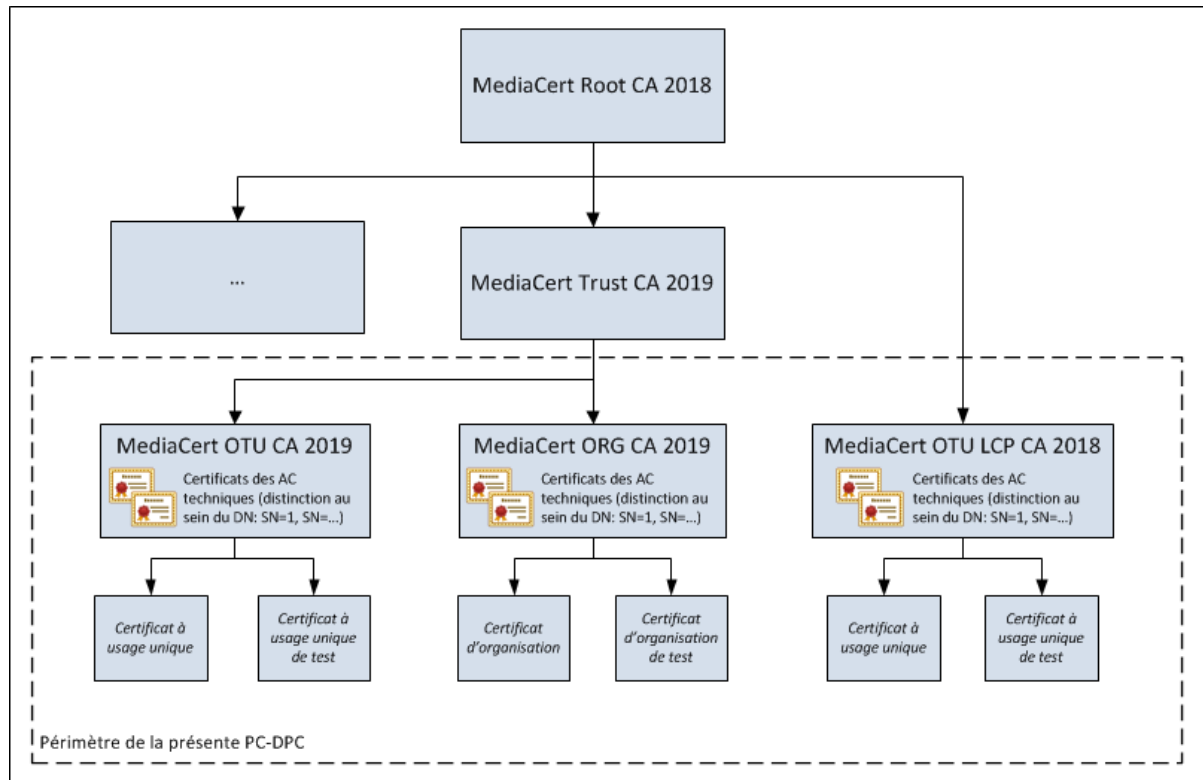 MediaCert Root CA 2018
...
MediaCert Trust CA 2019
MediaCert OTU CA 2019
Certificats des AC
techniques (distinction au
sein du DN: SN=1, SN=...)
MediaCert ORG CA 2019
Certificats des AC
techniques (distinction au
sein du DN: SN=1, SN=...)
MediaCert OTU LCP CA 2018
Certificats des AC
techniques (distinction au
sein du DN: SN=1, SN=...)
Certificat à
usage unique
Certificat à
usage unique
de test
Certificat
d'organisation
Certificat
d'organisation
de test
Certificat à
usage unique
Certificat à
usage unique
de test
Périmètre de la présente PC-DPC